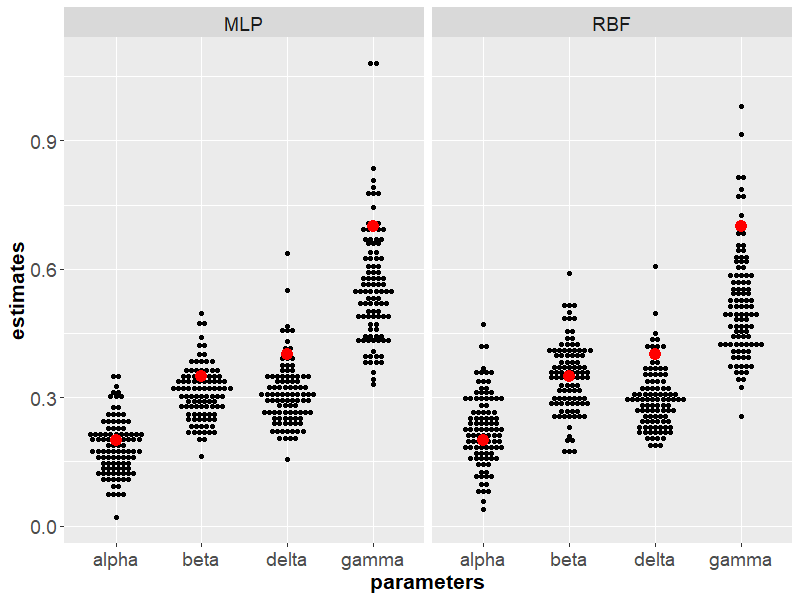 MLP RBF
estimates
0.9
0.6
0.3
0.0
alpha beta delta gamma alpha beta delta gamma
parameters